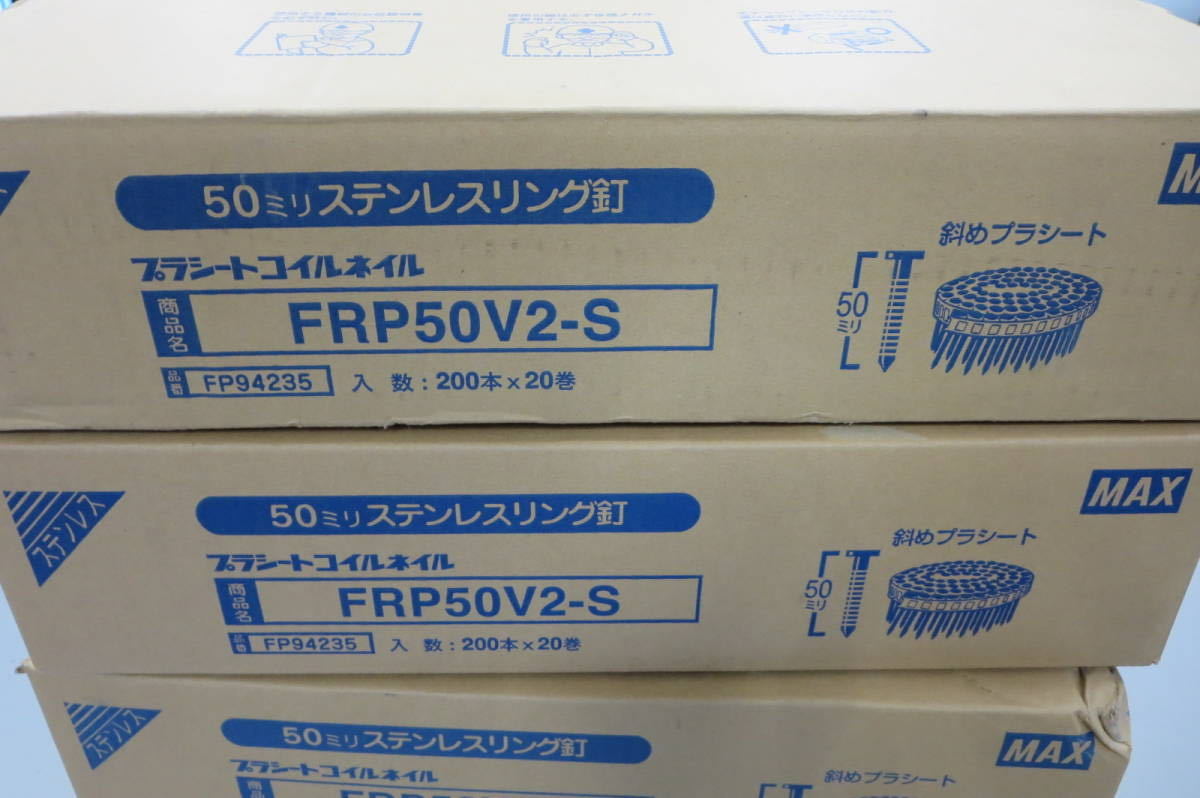 50ミリステンレスリング釘
M
斜めプラシート
プラシートコイルネイル
50ミリ
商品名 FRP50V2-S
品番 FP94235 入 数：200本×20巻
ステンレス
50ミリステンレスリング釘
MAX
斜めプラシート
プラシートコイルネイル
50ミリ
商品名 FRP50V2-S
品番 FP94235 入 数：200本×20巻
ステンレス
50ミリステンレスリング釘
MAX
斜めプラシート
プラシートコイルネイル